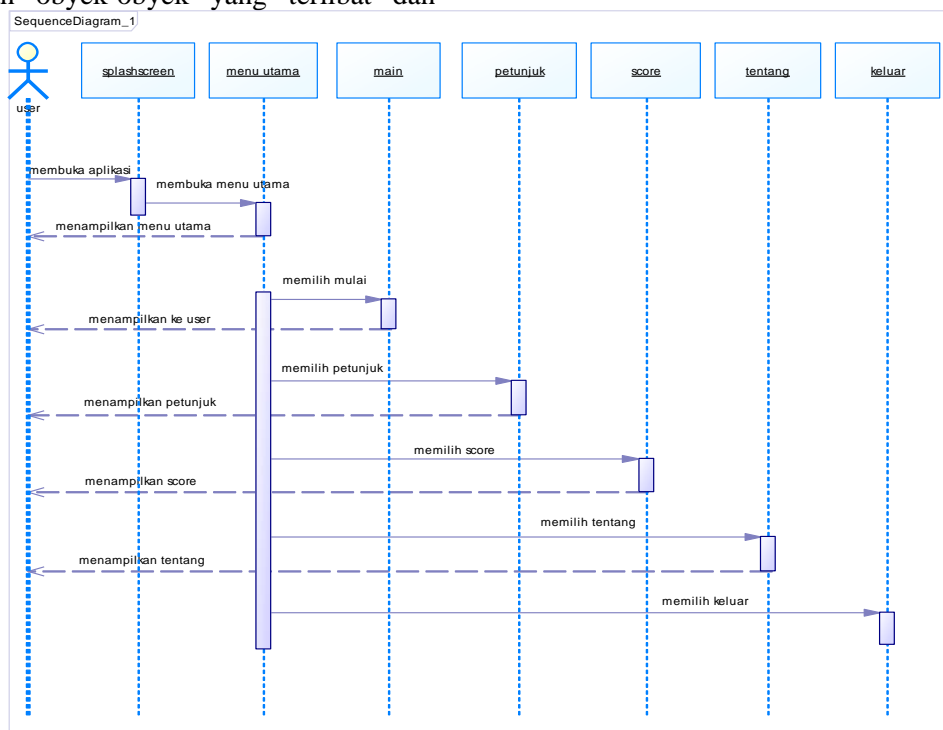 obyek-obyek yang terlibat dan
SequenceDiagram_1
splashscreen
menu utama
main
petunjuk
score
tentang
keluar
user
membuka aplikasi
membuka menu utama
menampilkan menu utama
memilih mulai
menampilkan ke user
memilih petunjuk
menampilkan petunjuk
memilih score
menampilkan score
memilih tentang
menampilkan tentang
memilih keluar